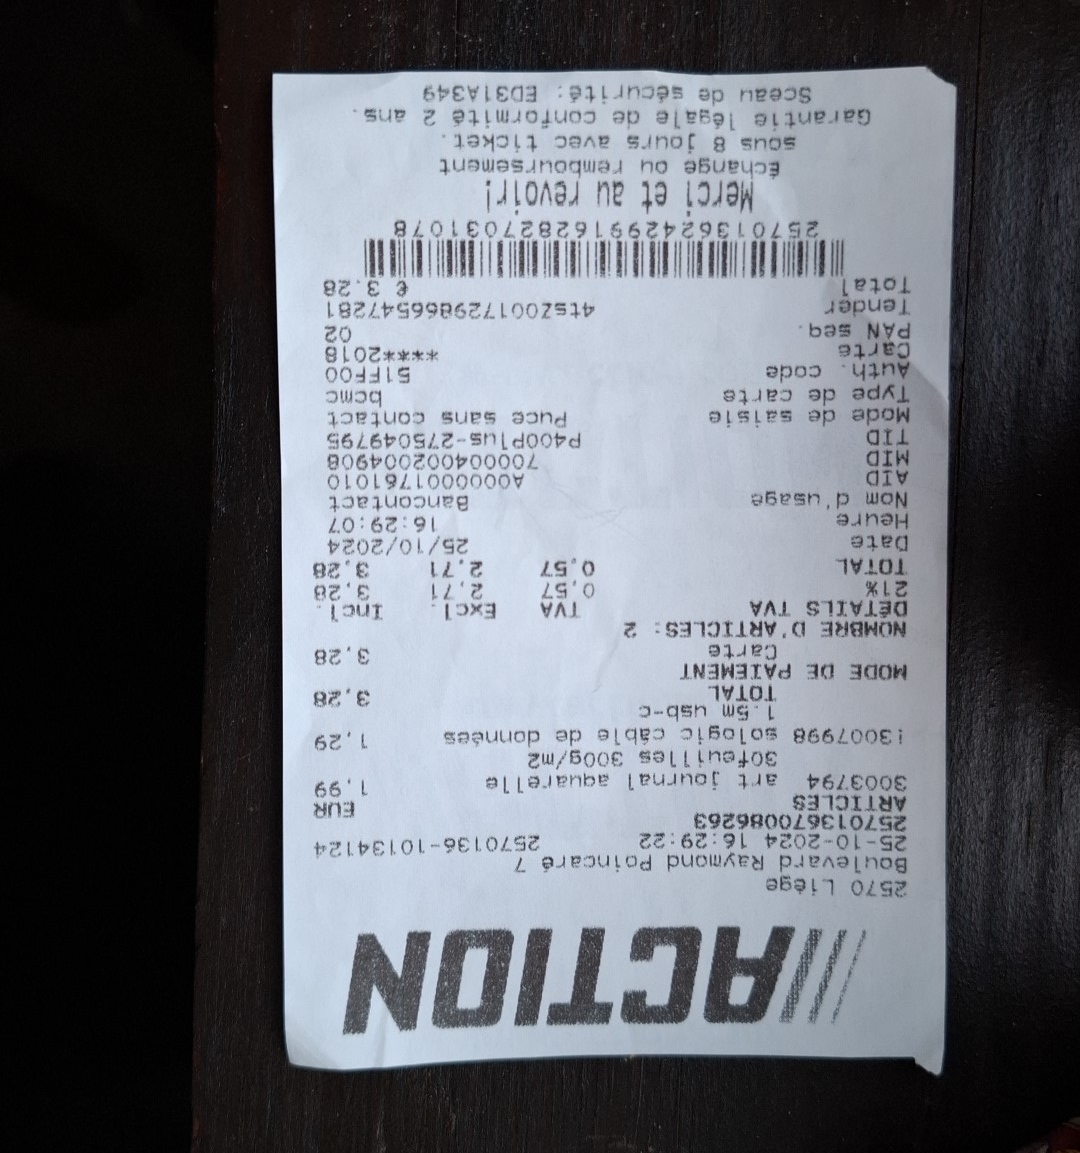 ACTION
2570 Liège
Boulevard Raymond Poincaré 7
25-10-2024 16:29:22 2570136-10134124
257013670086263
ARTICLES EUR
3003794 art journal aquarelle 1,99
30feuilles 300g/m2
!3007998 sologic câble de données 1,29
1.5m usb-c
TOTAL 3,28
MODE DE PAIEMENT
Carte 3,28
NOMBRE D'ARTICLES: 2
DÉTAILS TVA TVA Excl. Incl.
21% 0,57 2,71 3,28
TOTAL 0,57 2,71 3,28
Date 25/10/2024
Heure 16:29:07
Nom d'usage Bancontact
AID A0000001761010
MID 7000040020004908
TID P400Plus-275049795
Mode de saisie Puce sans contact
Type de carte bcmc
Auth. code 51FF00
Carte ****2018
PAN seq. 02
Tender 4tsZ001729866547281
Total € 3.28
2570136242991628270310​78
Merci et au revoir!
Échange ou remboursement
sous 8 jours avec ticket.
Garantie légale de conformité 2 ans.
Sceau de sécurité: ED31A349